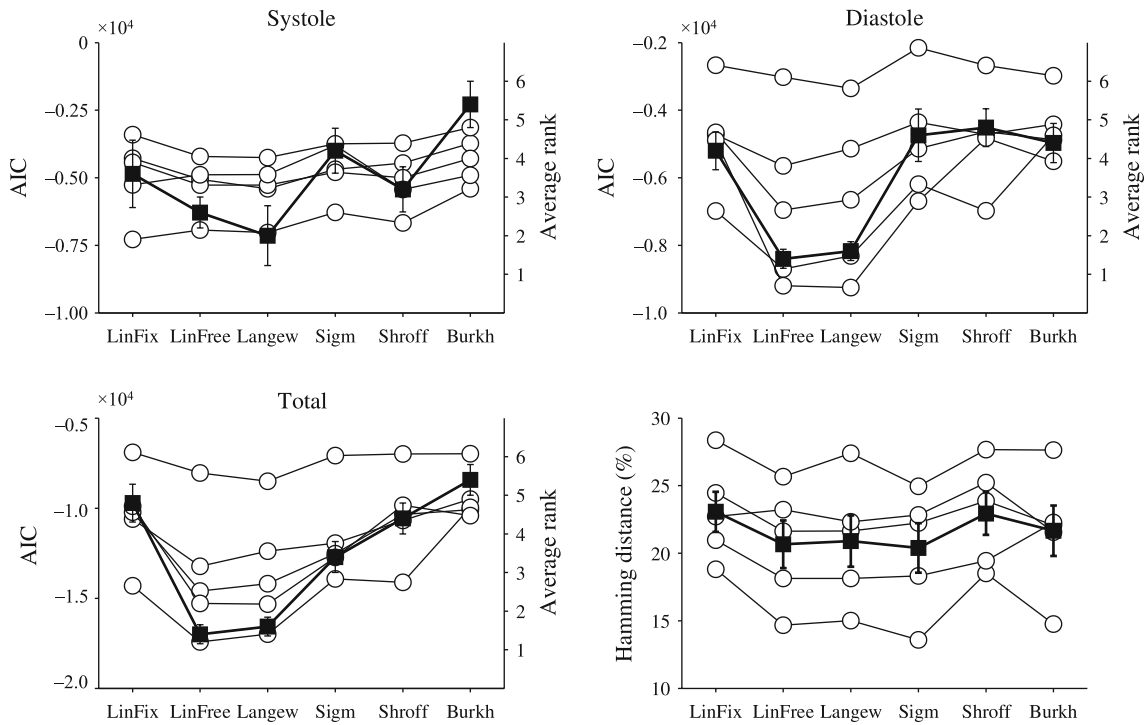 Systole
×10⁴
0
−0.25
−5.0
−0.75
−1.00
AIC
6
5
4
3
2
1
Average rank
LinFix LinFree Langew Sigm Shroff Burkh
Diastole
×10⁴
−0.2
−0.4
−0.6
−0.8
−1.0
AIC
6
5
4
3
2
1
Average rank
LinFix LinFree Langew Sigm Shroff Burkh
Total
×10⁴
−0.5
−1.0
−1.5
−2.0
AIC
6
5
4
3
2
1
Average rank
LinFix LinFree Langew Sigm Shroff Burkh
30
25
20
15
10
Hamming distance (%)
LinFix LinFree Langew Sigm Shroff Burkh